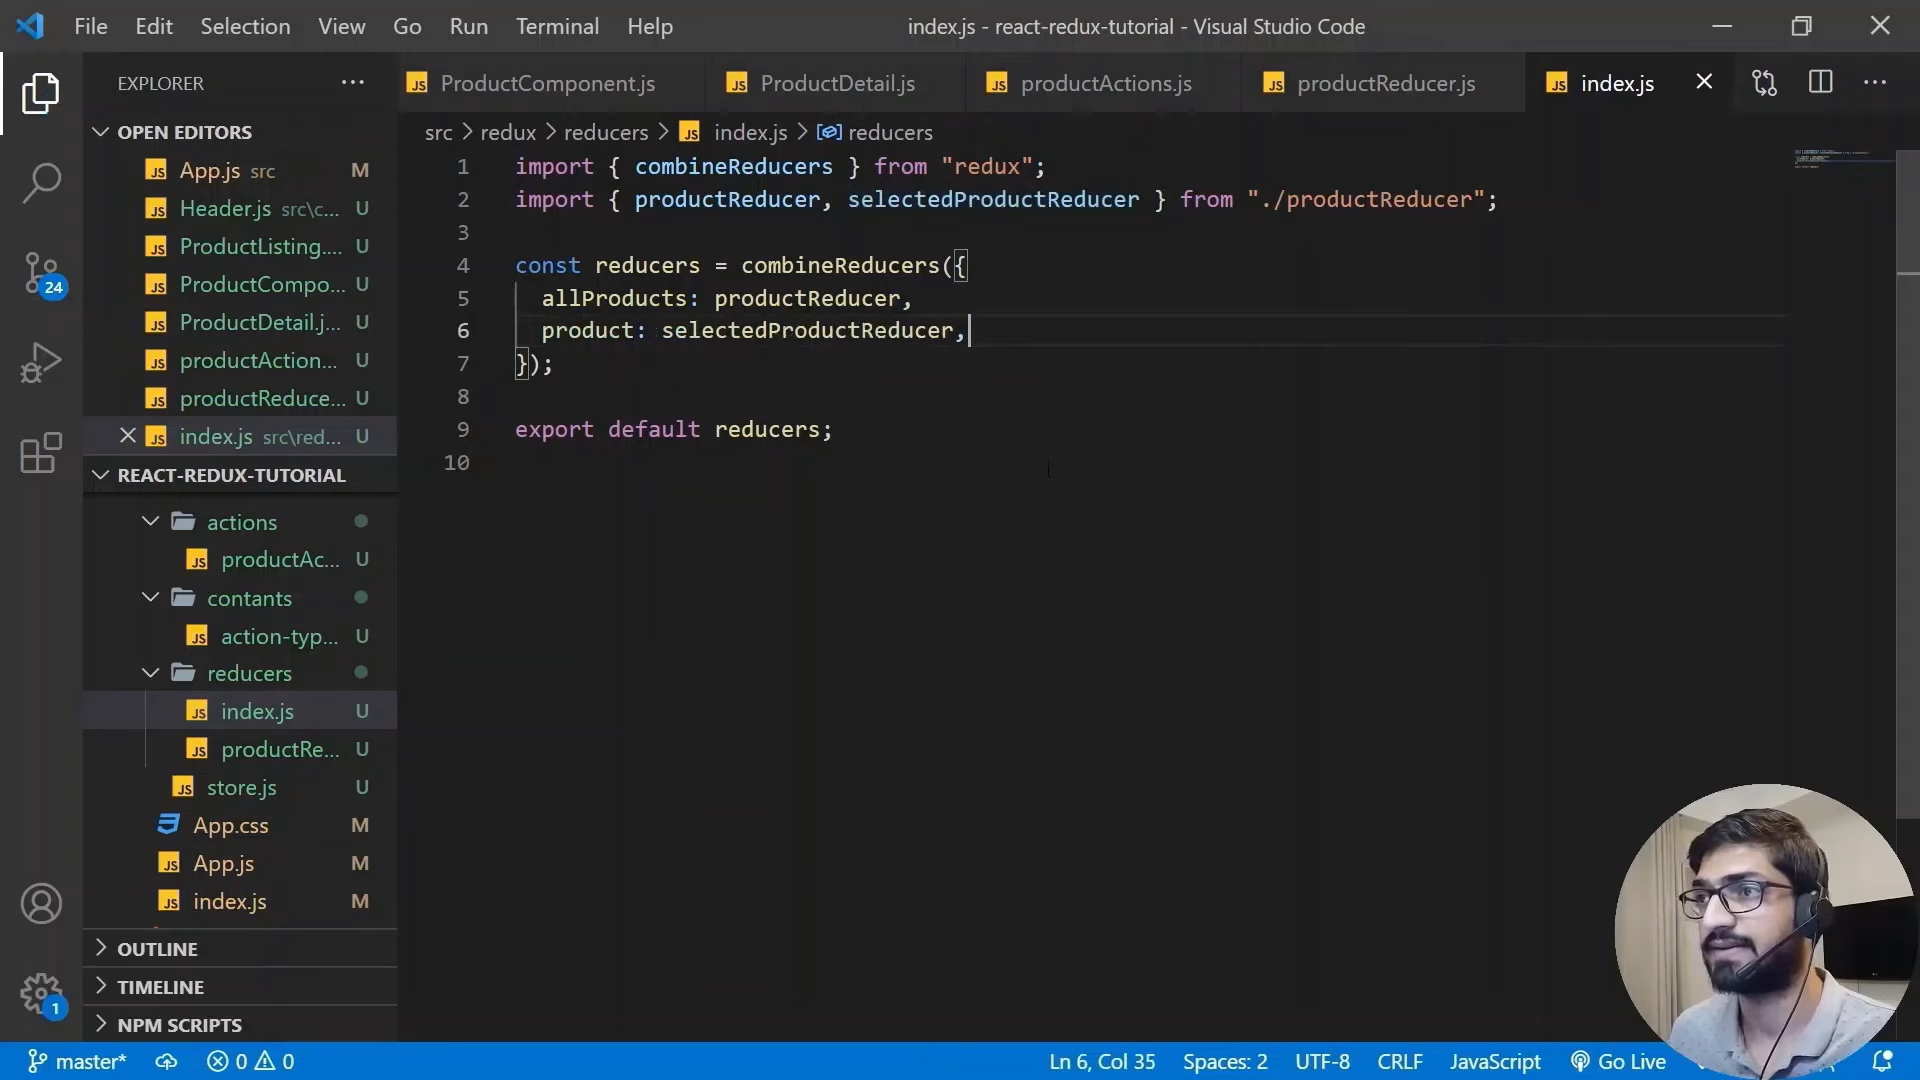 File Edit Selection View Go Run Terminal Help
index.js - react-redux-tutorial - Visual Studio Code
EXPLORER
ProductComponent.js
ProductDetail.js
productActions.js
productReducer.js
index.js
OPEN EDITORS
App.js src M
Header.js src\c... U
ProductListing.... U
ProductCompo... U
ProductDetail.j... U
productAction... U
productReduce... U
index.js src\red... U
REACT-REDUX-TUTORIAL
actions
productAc... U
contants
action-typ... U
reducers
index.js U
productRe... U
store.js U
App.css M
App.js M
index.js M
OUTLINE
TIMELINE
NPM SCRIPTS
24
1
src > redux > reducers > JS index.js > reducers
1 import { combineReducers } from "redux";
2 import { productReducer, selectedProductReducer } from "./productReducer";
3
4 const reducers = combineReducers({
5 allProducts: productReducer,
6 product: selectedProductReducer,
7 });
8
9 export default reducers;
10
master* 0 0 Ln 6, Col 35 Spaces: 2 UTF-8 CRLF JavaScript Go Live